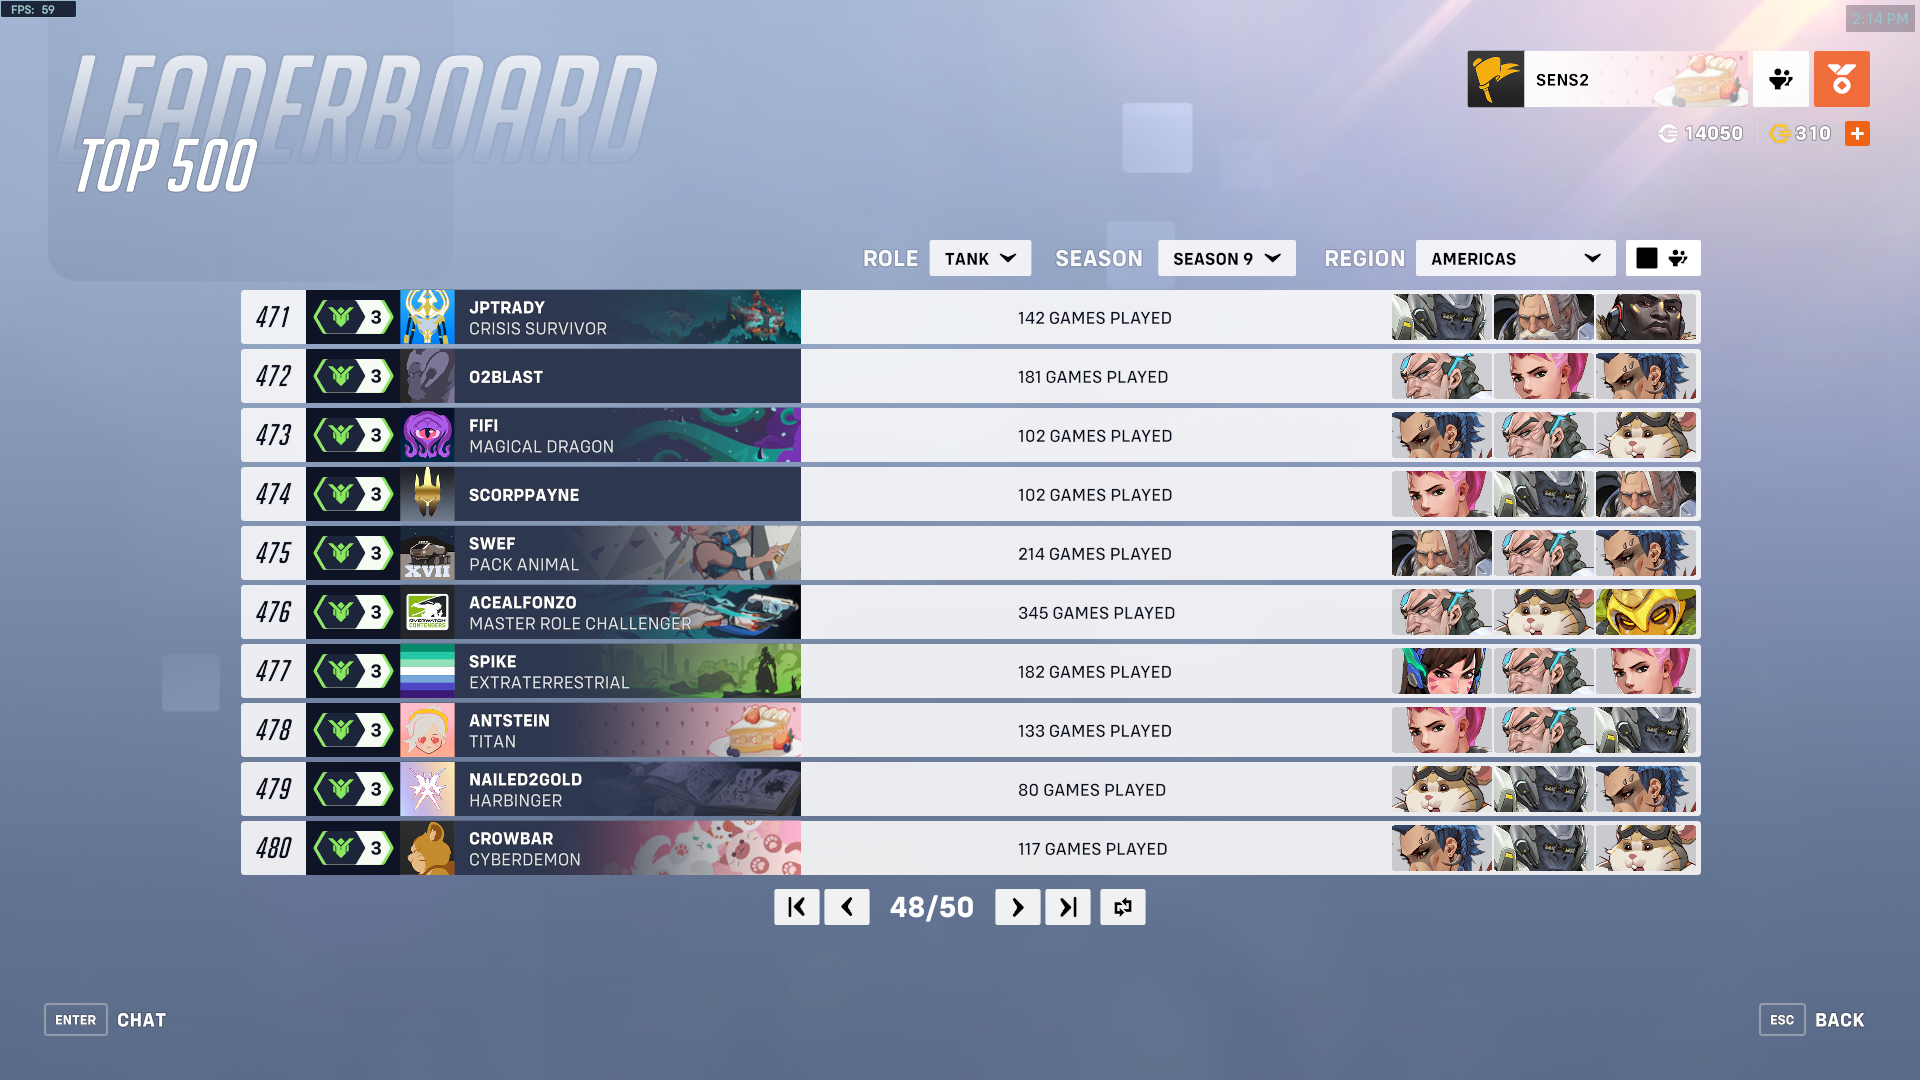 FPS: 59
2:14 PM
LEADERBOARD
TOP 500
SENS2
14050
310
ROLE TANK SEASON SEASON 9 REGION AMERICAS
471 3 JPTRADY 142 GAMES PLAYED
CRISIS SURVIVOR
472 3 O2BLAST 181 GAMES PLAYED
473 3 FIFI 102 GAMES PLAYED
MAGICAL DRAGON
474 3 SCORPPAYNE 102 GAMES PLAYED
475 3 XVII SWEF 214 GAMES PLAYED
PACK ANIMAL
476 3 OVERWATCH CONTENDERS ACEALFONZO 345 GAMES PLAYED
MASTER ROLE CHALLENGER
477 3 SPIKE 182 GAMES PLAYED
EXTRATERRESTRIAL
478 3 ANTSTEIN 133 GAMES PLAYED
TITAN
479 3 NAILED2GOLD 80 GAMES PLAYED
HARBINGER
480 3 CROWBAR 117 GAMES PLAYED
CYBERDEMON
48/50
ENTER CHAT
ESC BACK